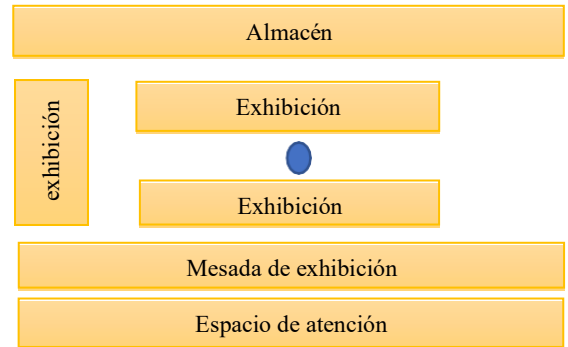 Almacén
exhibición
Exhibición
Exhibición
Mesada de exhibición
Espacio de atención